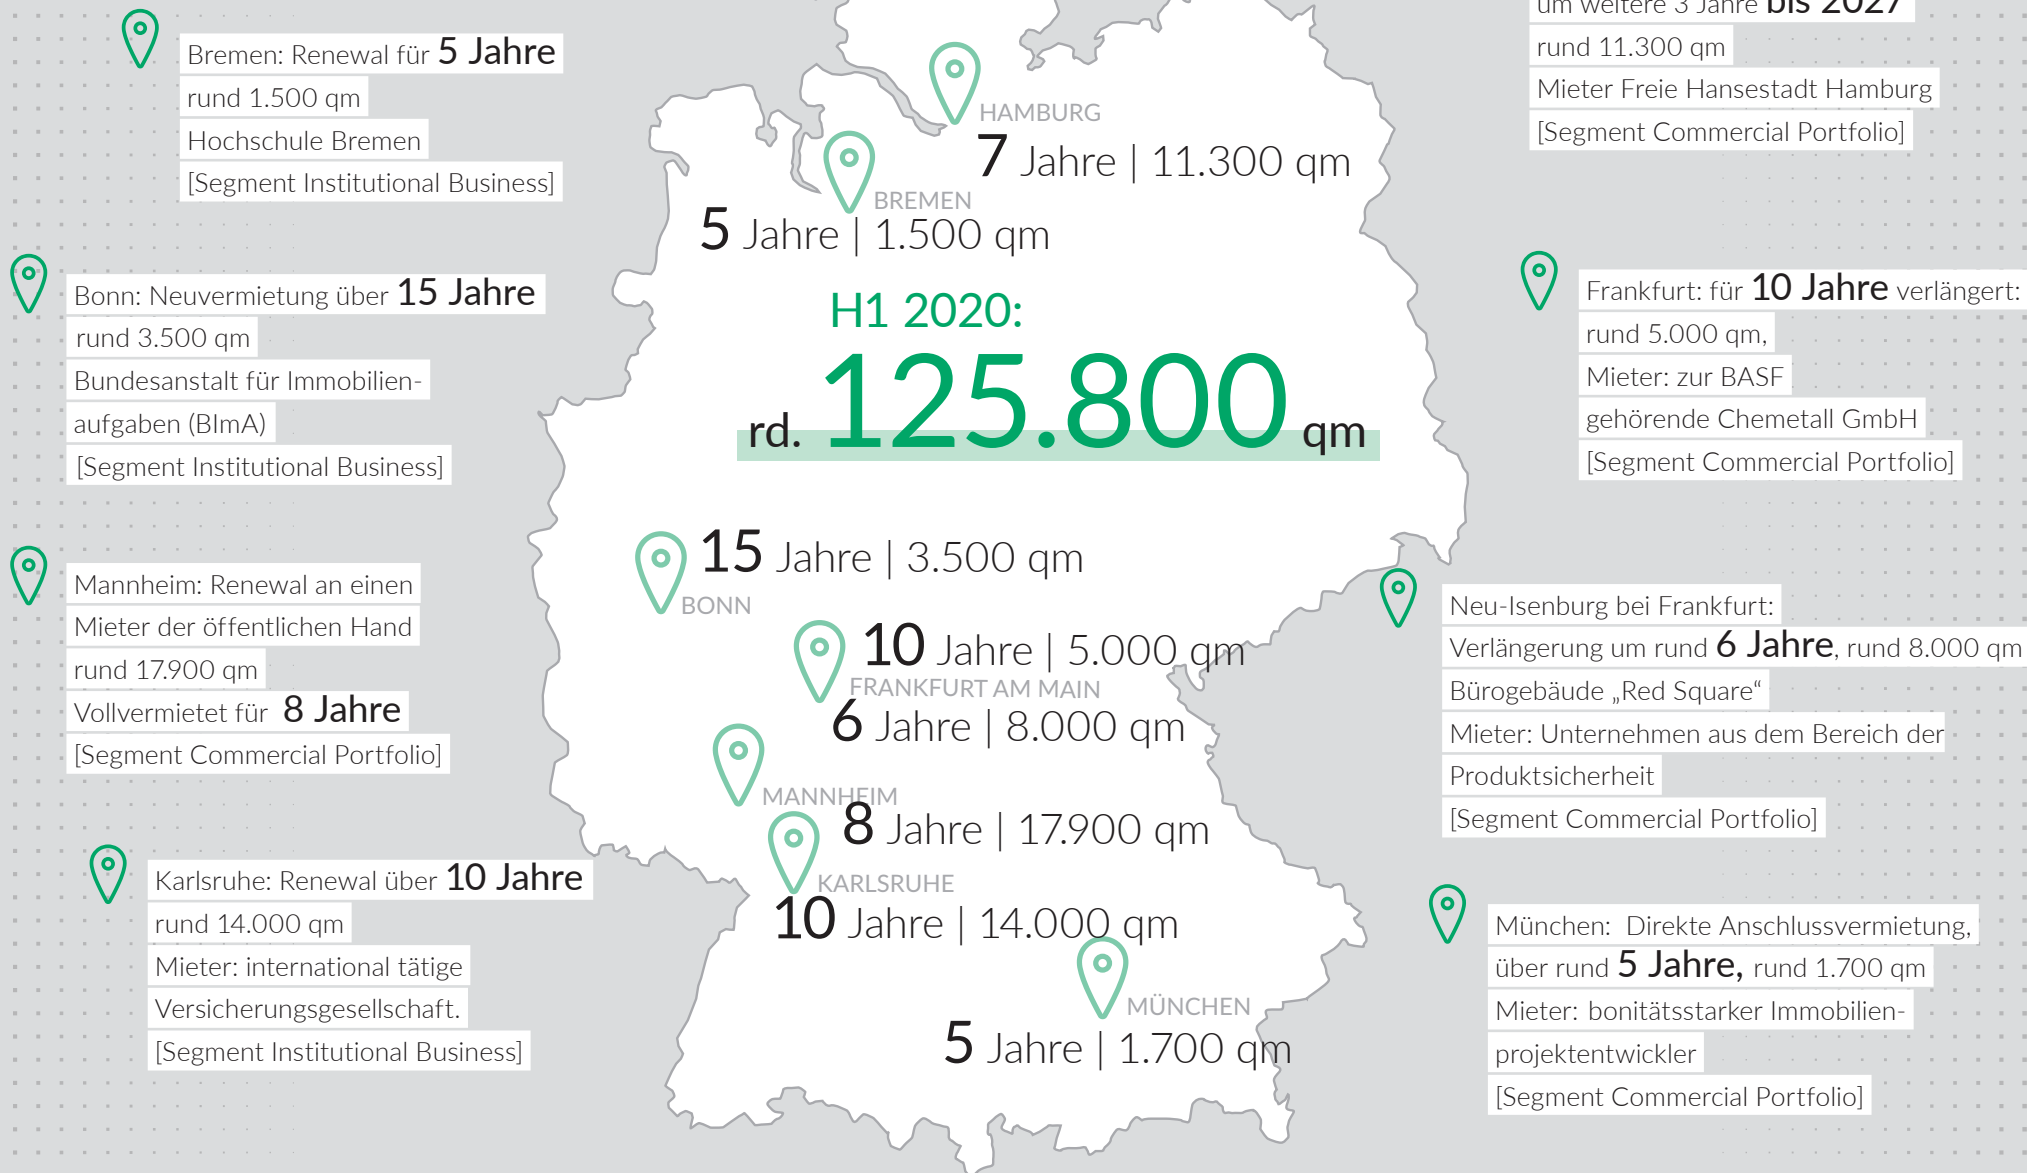 Bremen: Renewal für 5 Jahre
rund 1.500 qm
Hochschule Bremen
[Segment Institutional Business]
Bonn: Neuvermietung über 15 Jahre
rund 3.500 qm
Bundesanstalt für Immobilien-
aufgaben (BImA)
[Segment Institutional Business]
Mannheim: Renewal an einen
Mieter der öffentlichen Hand
rund 17.900 qm
Vollvermietet für 8 Jahre
[Segment Commercial Portfolio]
Karlsruhe: Renewal über 10 Jahre
rund 14.000 qm
Mieter: international tätige
Versicherungsgesellschaft.
[Segment Institutional Business]
HAMBURG
7 Jahre | 11.300 qm
BREMEN
5 Jahre | 1.500 qm
H1 2020:
rd. 125.800 qm
15 Jahre | 3.500 qm
BONN
10 Jahre | 5.000 qm
FRANKFURT AM MAIN
6 Jahre | 8.000 qm
MANNHEIM
8 Jahre | 17.900 qm
KARLSRUHE
10 Jahre | 14.000 qm
MÜNCHEN
5 Jahre | 1.700 qm
um weitere 3 Jahre bis 2027
rund 11.300 qm
Mieter Freie Hansestadt Hamburg
[Segment Commercial Portfolio]
Frankfurt: für 10 Jahre verlängert:
rund 5.000 qm,
Mieter: zur BASF
gehörende Chemetall GmbH
[Segment Commercial Portfolio]
Neu-Isenburg bei Frankfurt:
Verlängerung um rund 6 Jahre, rund 8.000 qm
Bürogebäude „Red Square“
Mieter: Unternehmen aus dem Bereich der
Produktsicherheit
[Segment Commercial Portfolio]
München: Direkte Anschlussvermietung,
über rund 5 Jahre, rund 1.700 qm
Mieter: bonitätsstarker Immobilien-
projektentwickler
[Segment Commercial Portfolio]